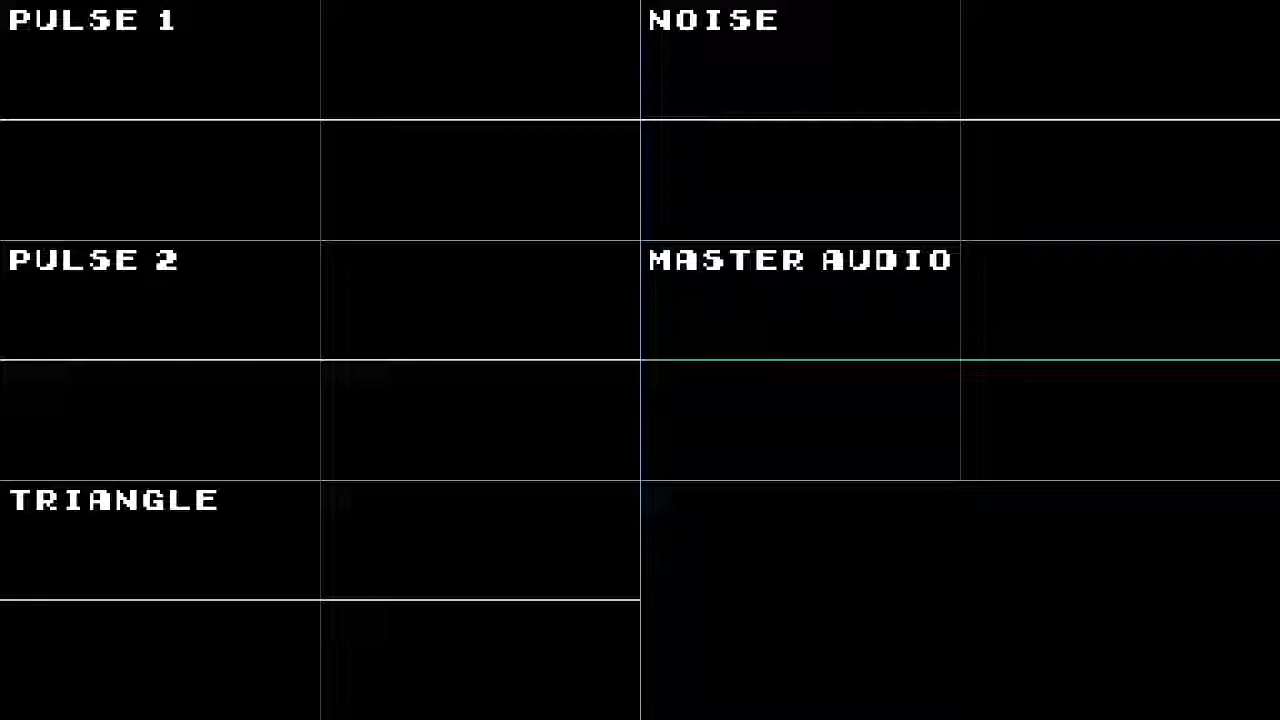 PULSE 1
NOISE
PULSE 2
MASTER AUDIO
TRIANGLE